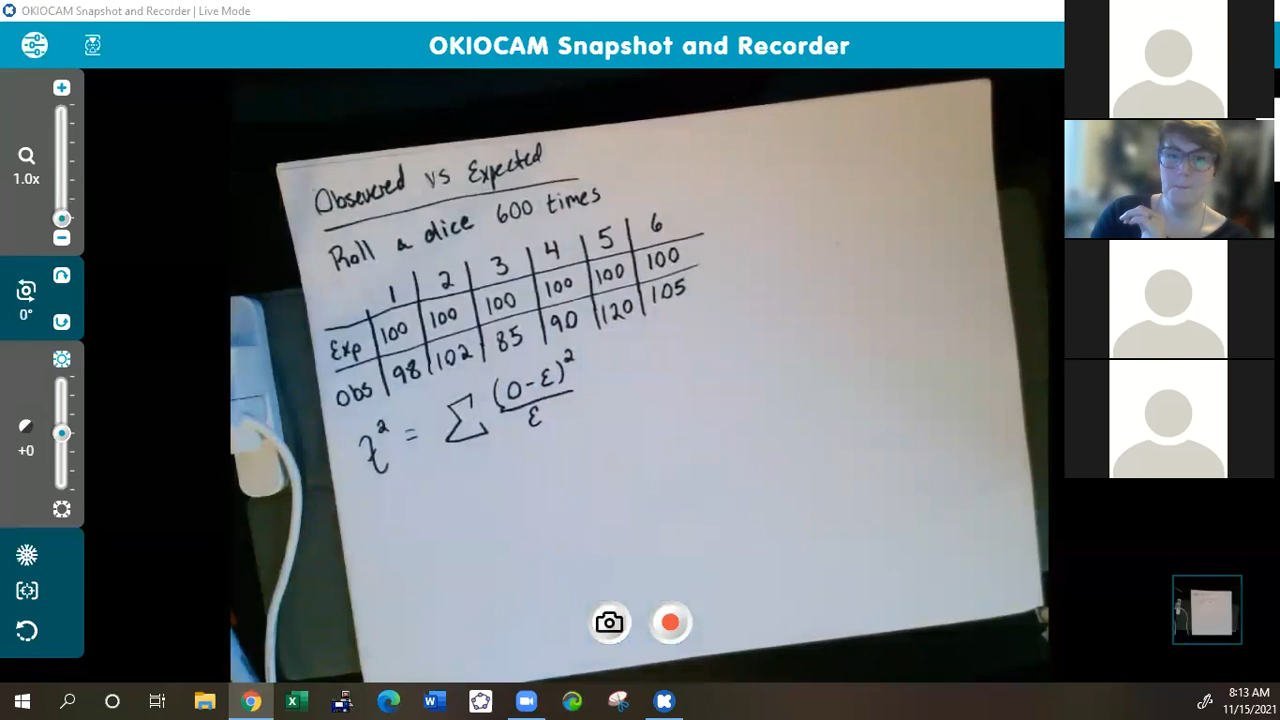 OKIOCAM Snapshot and Recorder | Live Mode
OKIOCAM Snapshot and Recorder
1.0x
0°
+0
Obsevered vs Expected
Roll a dice 600 times
1 2 3 4 5 6
Exp 100 100 100 100 100 100
Obs 98 102 85 90 120 105
χ² = Σ (O-E)² / E
8:13 AM
11/15/2021